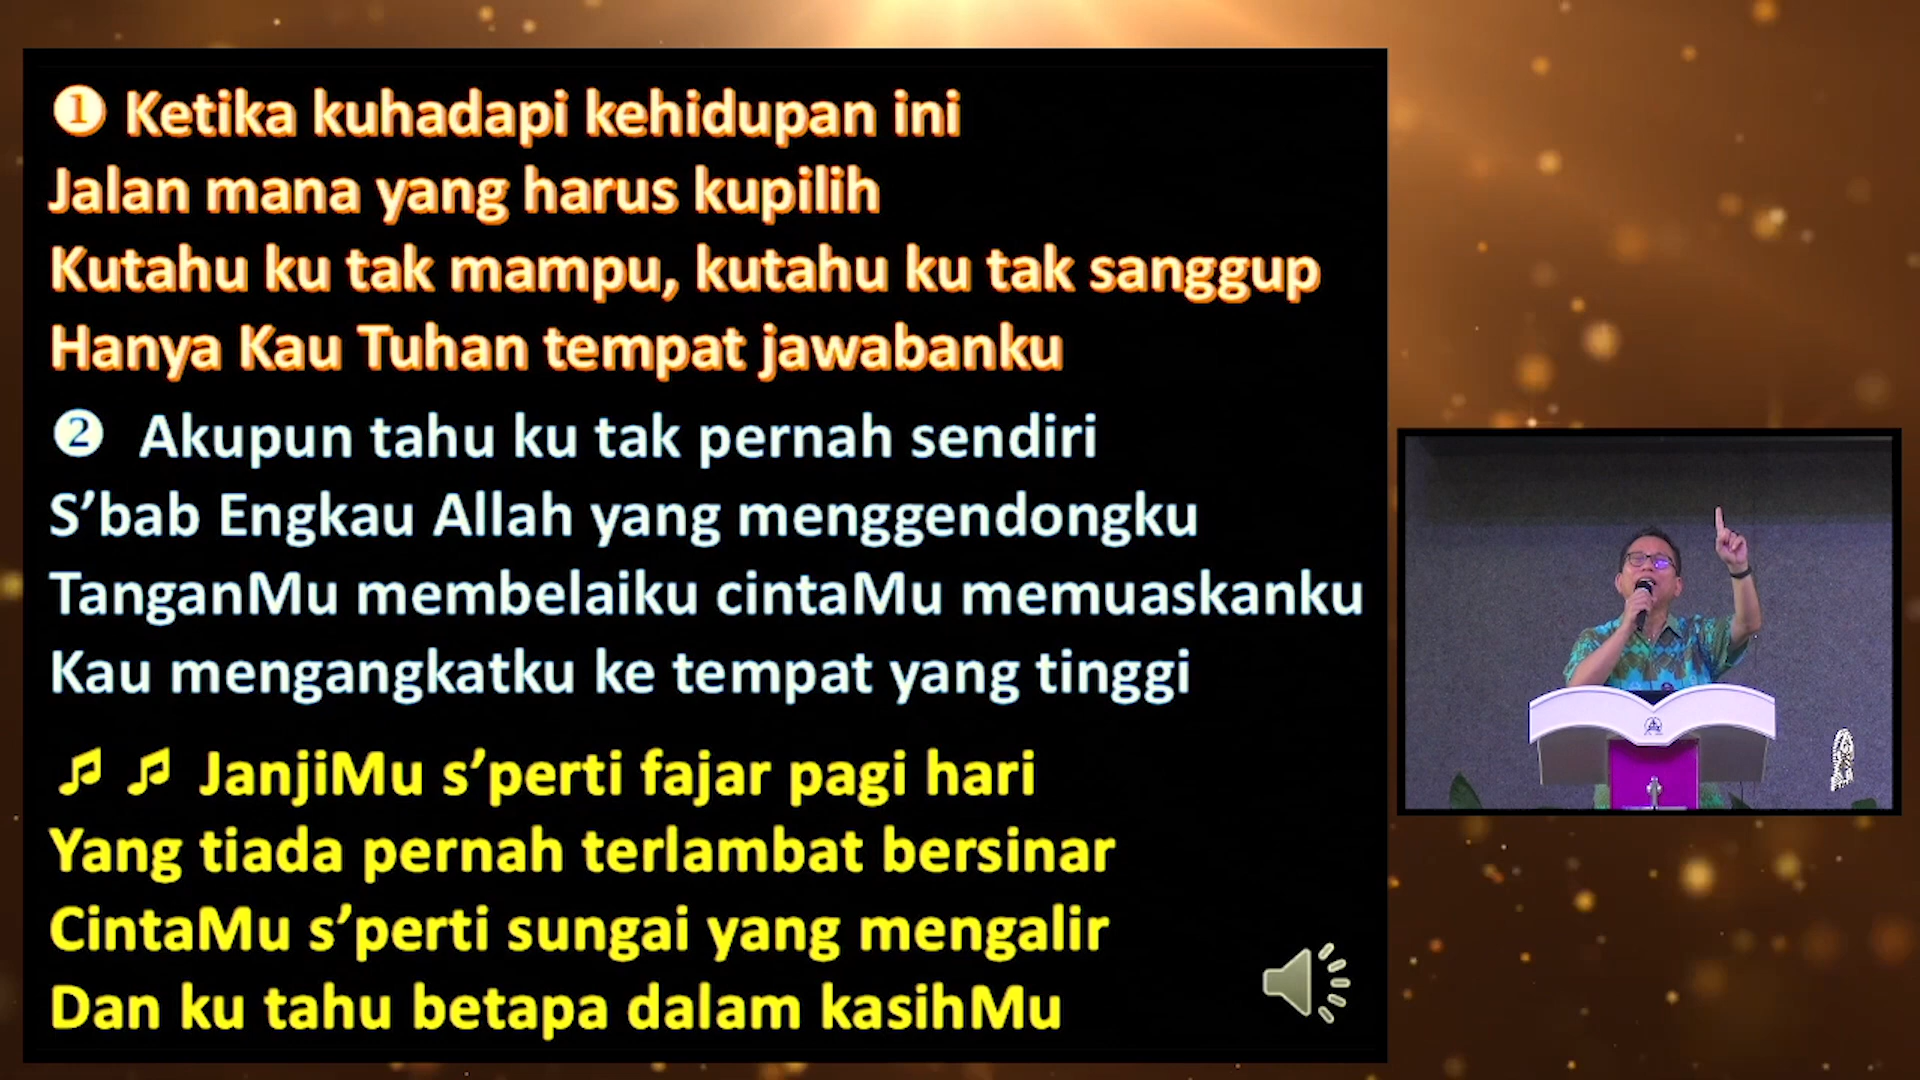 ❶ Ketika kuhadapi kehidupan ini
Jalan mana yang harus kupilih
Kutahu ku tak mampu, kutahu ku tak sanggup
Hanya Kau Tuhan tempat jawabanku
❷ Akupun tahu ku tak pernah sendiri
S’bab Engkau Allah yang menggendongku
TanganMu membelaiku cintaMu memuaskanku
Kau mengangkatku ke tempat yang tinggi
♫ ♫ JanjiMu s’perti fajar pagi hari
Yang tiada pernah terlambat bersinar
CintaMu s’perti sungai yang mengalir
Dan ku tahu betapa dalam kasihMu